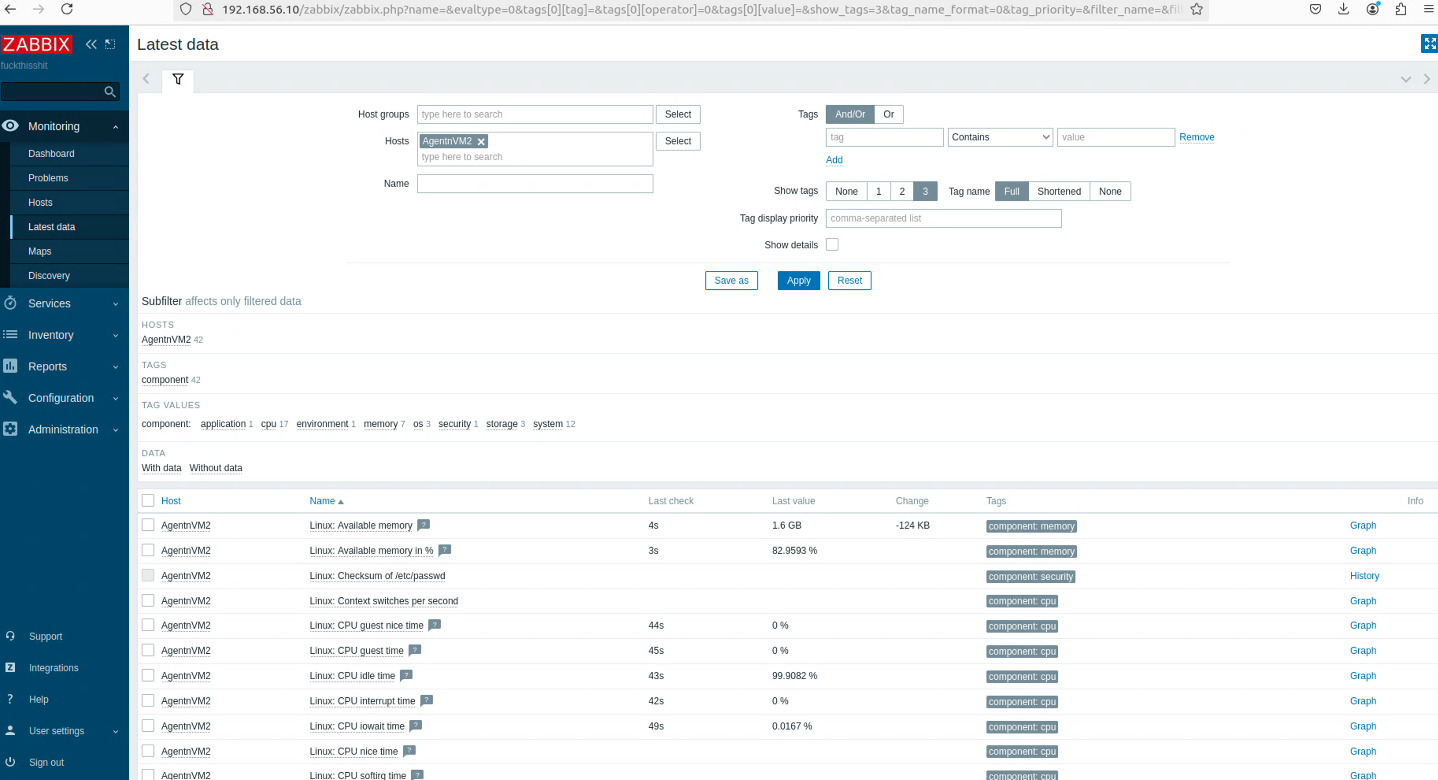 192.168.56.10/zabbix/zabbix.php?name=&evaltype=0&tags[0][tag]=&tags[0][operator]=0&tags[0][value]=&show_tags=3&tag_name_format=0&tag_priority=&filter_name=&fil
ZABBIX
fuckthisshit
Monitoring
Dashboard
Problems
Hosts
Latest data
Maps
Discovery
Services
Inventory
Reports
Configuration
Administration
Support
Z Integrations
? Help
User settings
Sign out
Latest data
Host groups type here to search Select
Hosts AgentnVM2 Select
type here to search
Name
Tags And/Or Or
tag Contains value Remove
Add
Show tags None 1 2 3 Tag name Full Shortened None
Tag display priority comma-separated list
Show details
Save as Apply Reset
Subfilter affects only filtered data
HOSTS
AgentnVM2 42
TAGS
component 42
TAG VALUES
component: application 1 cpu 17 environment 1 memory 7 os 3 security 1 storage 3 system 12
DATA
With data Without data
Host Name Last check Last value Change Tags Info
AgentnVM2 Linux: Available memory ? 4s 1.6 GB -124 KB component: memory Graph
AgentnVM2 Linux: Available memory in % ? 3s 82.9593 % component: memory Graph
AgentnVM2 Linux: Checksum of /etc/passwd component: security History
AgentnVM2 Linux: Context switches per second component: cpu Graph
AgentnVM2 Linux: CPU guest nice time ? 44s 0 % component: cpu Graph
AgentnVM2 Linux: CPU guest time ? 45s 0 % component: cpu Graph
AgentnVM2 Linux: CPU idle time ? 43s 99.9082 % component: cpu Graph
AgentnVM2 Linux: CPU interrupt time ? 42s 0 % component: cpu Graph
AgentnVM2 Linux: CPU iowait time ? 49s 0.0167 % component: cpu Graph
AgentnVM2 Linux: CPU nice time ? component: cpu Graph
AgentnVM2 Linux: CPU softirq time ? component: cpu Graph